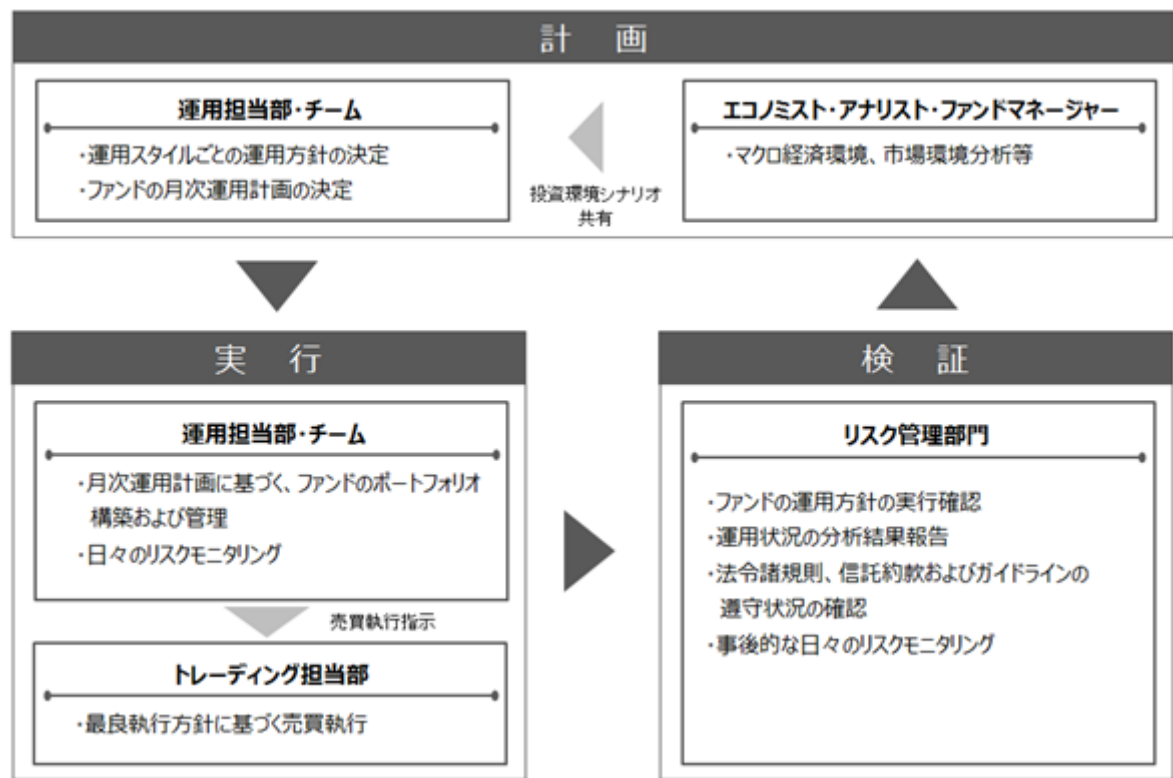 計 画
運用担当部・チーム
・運用スタイルごとの運用方針の決定
・ファンドの月次運用計画の決定
投資環境シナリオ
共有
エコノミスト・アナリスト・ファンドマネージャー
・マクロ経済環境、市場環境分析等
実 行
運用担当部・チーム
・月次運用計画に基づく、ファンドのポートフォリオ
構築および管理
・日々のリスクモニタリング
売買執行指示
トレーディング担当部
・最良執行方針に基づく売買執行
検 証
リスク管理部門
・ファンドの運用方針の実行確認
・運用状況の分析結果報告
・法令諸規則、信託約款およびガイドラインの
遵守状況の確認
・事後的な日々のリスクモニタリング